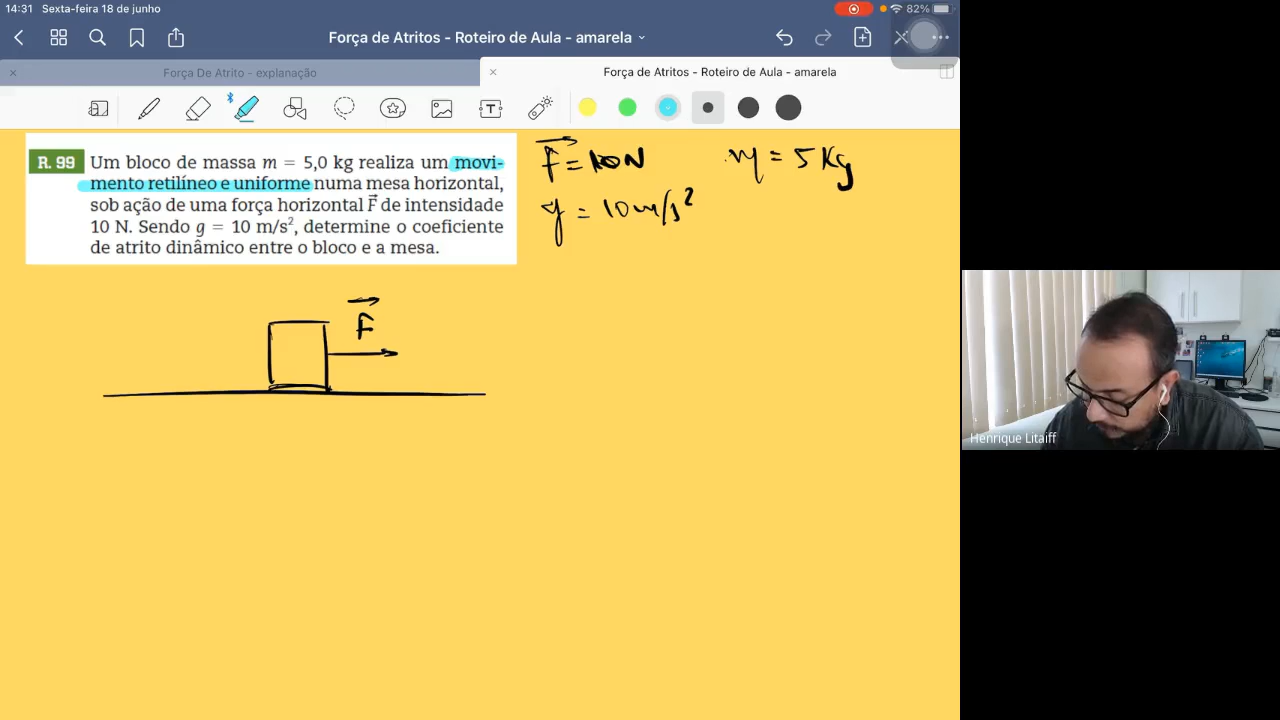 14:31 Sexta-feira 18 de junho
82%
Força de Atritos - Roteiro de Aula - amarela
Força De Atrito - explanação
Força de Atritos - Roteiro de Aula - amarela
R. 99 Um bloco de massa m = 5,0 kg realiza um movi-
mento retilíneo e uniforme numa mesa horizontal,
sob ação de uma força horizontal F⃗ de intensidade
10 N. Sendo g = 10 m/s², determine o coeficiente
de atrito dinâmico entre o bloco e a mesa.
F⃗ = 10N
m = 5 Kg
g = 10 m/s²
F⃗
Henrique Litaiff